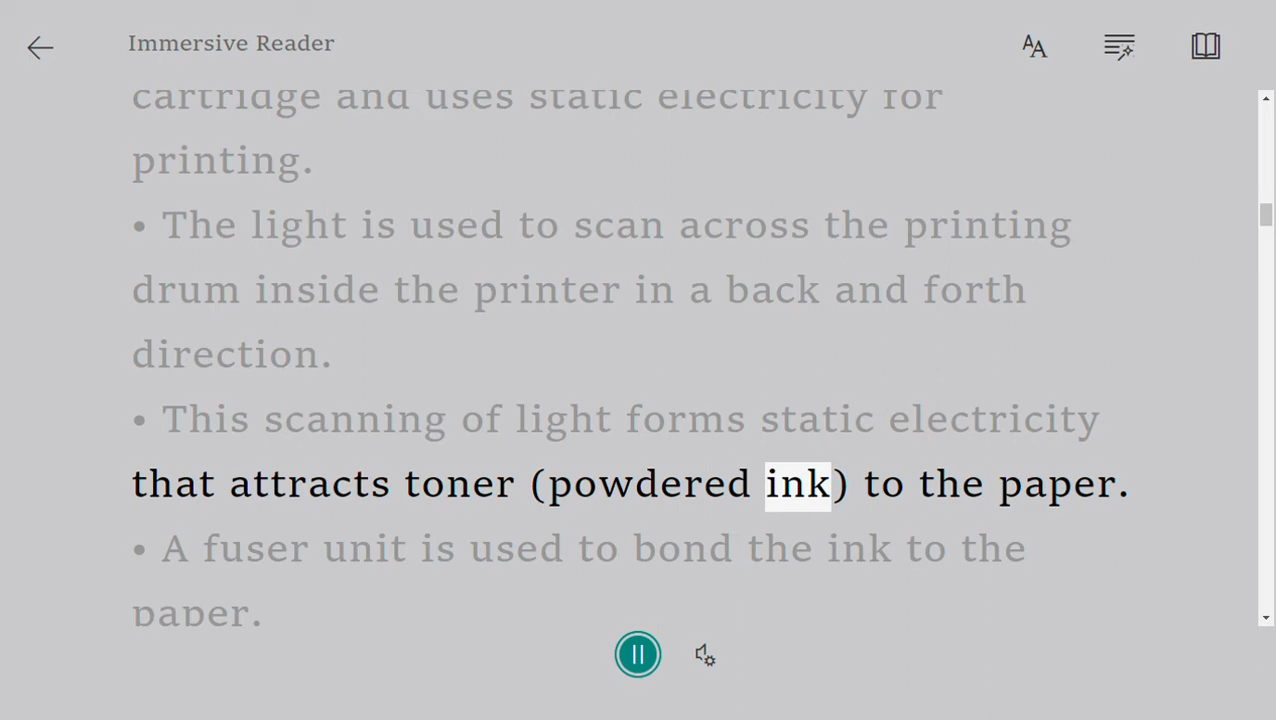 Immersive Reader
cartridge and uses static electricity for
printing.
• The light is used to scan across the printing
drum inside the printer in a back and forth
direction.
• This scanning of light forms static electricity
that attracts toner (powdered ink) to the paper.
• A fuser unit is used to bond the ink to the
paper.